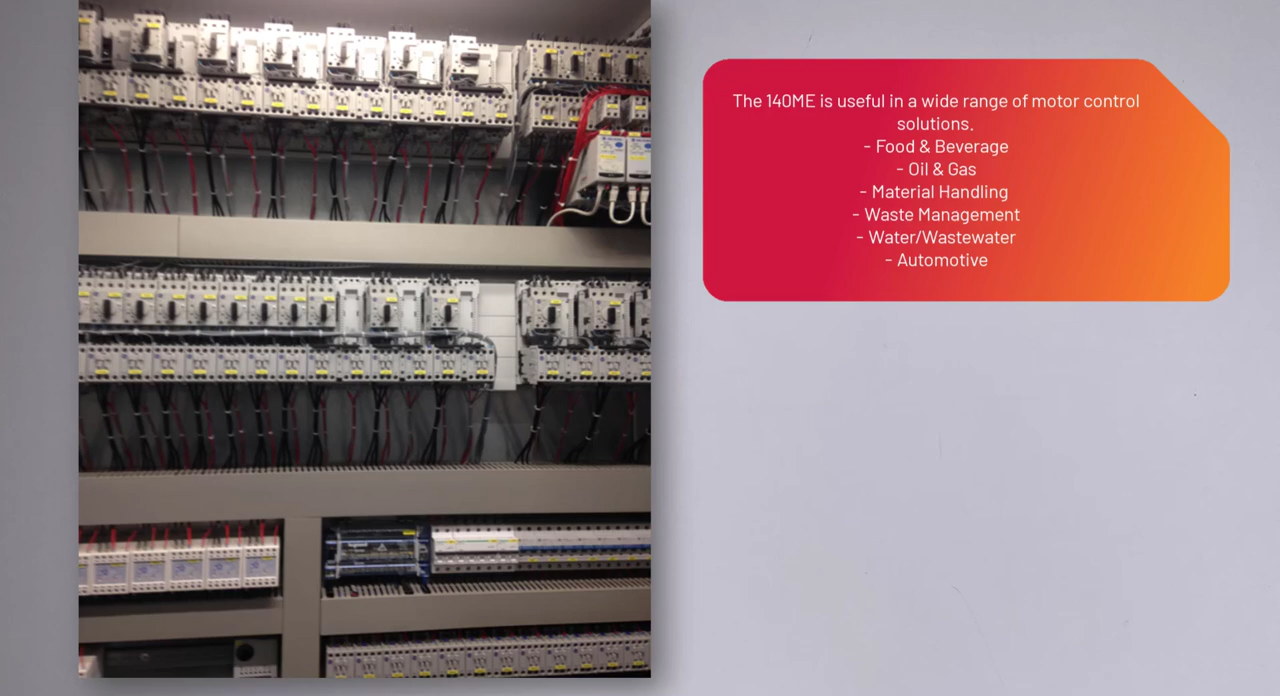 The 140ME is useful in a wide range of motor control
solutions.
- Food & Beverage
- Oil & Gas
- Material Handling
- Waste Management
- Water/Wastewater
- Automotive